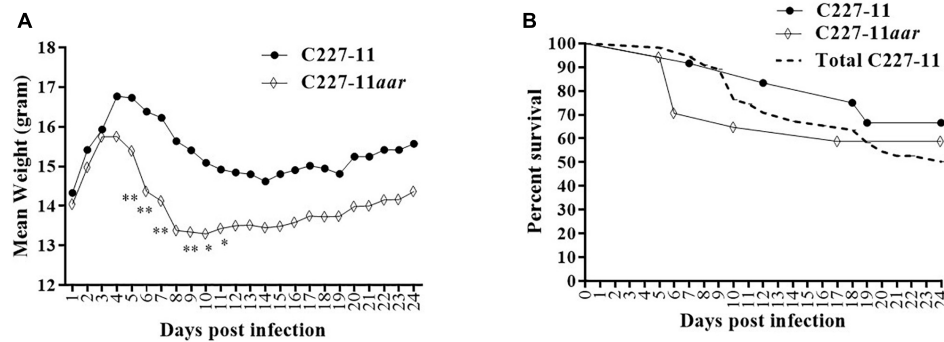 A
18
17
16
15
14
13
12
Mean Weight (gram)
C227-11
C227-11aar
**
**
**
**
*
*
1 2 3 4 5 6 7 8 9 10 11 12 13 14 15 16 17 18 19 20 21 22 23 24
Days post infection
B
100
90
80
70
60
50
40
30
20
10
0
Percent survival
C227-11
C227-11aar
Total C227-11
0 1 2 3 4 5 6 7 8 9 10 11 12 13 14 15 16 17 18 19 20 21 22 23 24
Days post infection